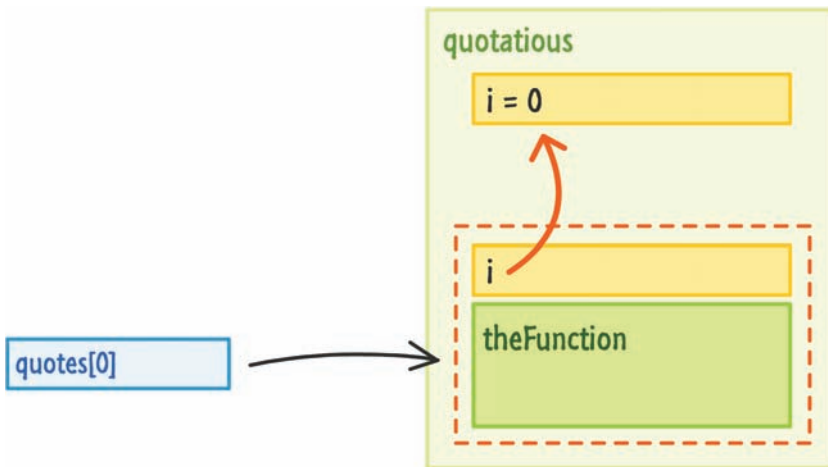 quotatious
i = 0
i
theFunction
quotes[0]